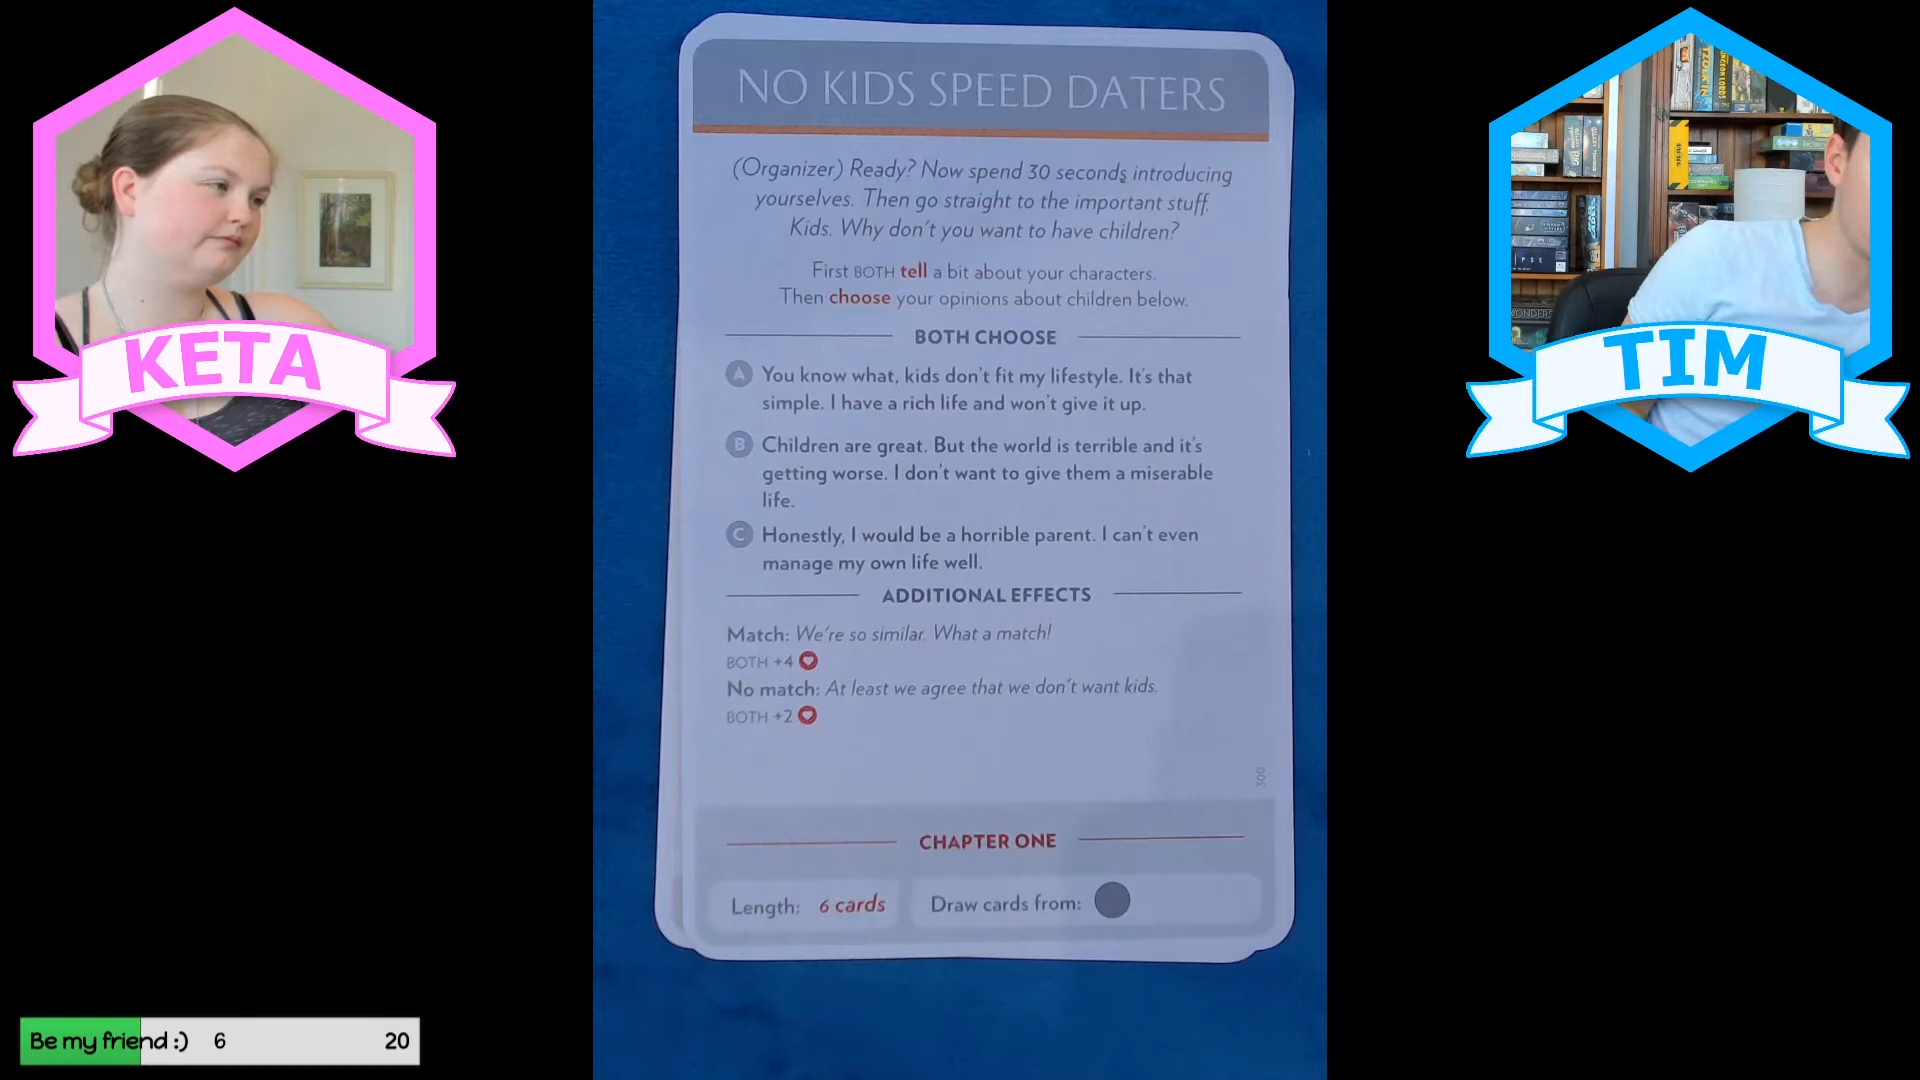 KETA
TIM
NO KIDS SPEED DATERS
(Organizer) Ready? Now spend 30 seconds introducing
yourselves. Then go straight to the important stuff.
Kids. Why don't you want to have children?
First BOTH tell a bit about your characters.
Then choose your opinions about children below.
BOTH CHOOSE
A You know what, kids don't fit my lifestyle. It's that
simple. I have a rich life and won't give it up.
B Children are great. But the world is terrible and it's
getting worse. I don't want to give them a miserable
life.
C Honestly, I would be a horrible parent. I can't even
manage my own life well.
ADDITIONAL EFFECTS
Match: We're so similar. What a match!
BOTH +4
No match: At least we agree that we don't want kids.
BOTH +2
300
CHAPTER ONE
Length: 6 cards Draw cards from:
Be my friend :) 6 20